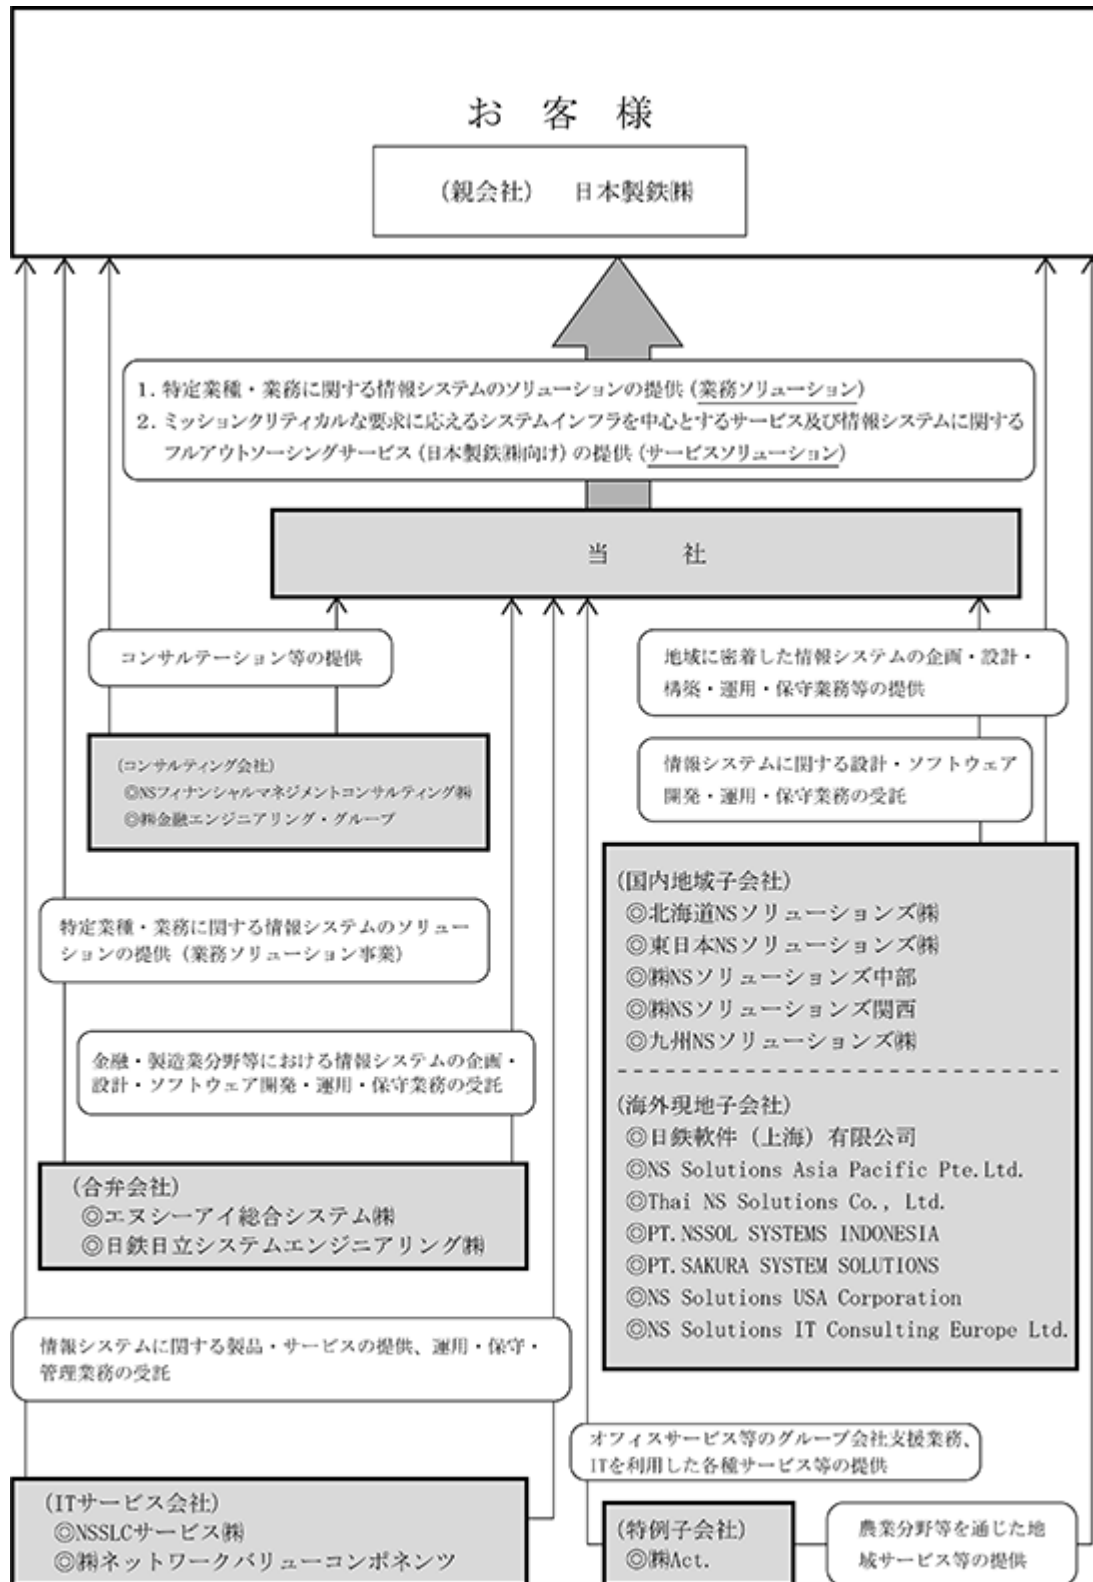 お客様
(親会社) 日本製鉄㈱
1. 特定業種・業務に関する情報システムのソリューションの提供 (業務ソリューション)
2. ミッションクリティカルな要求に応えるシステムインフラを中心とするサービス及び情報システムに関する
フルアウトソーシングサービス (日本製鉄㈱向け) の提供 (サービスソリューション)
当社
コンサルテーション等の提供
地域に密着した情報システムの企画・設計・
構築・運用・保守業務等の提供
(コンサルティング会社)
◎NSフィナンシャルマネジメントコンサルティング㈱
◎㈱金融エンジニアリング・グループ
情報システムに関する設計・ソフトウェア
開発・運用・保守業務の受託
特定業種・業務に関する情報システムのソリュー
ションの提供 (業務ソリューション事業)
(国内地域子会社)
◎北海道NSソリューションズ㈱
◎東日本NSソリューションズ㈱
◎㈱NSソリューションズ中部
◎㈱NSソリューションズ関西
◎九州NSソリューションズ㈱
金融・製造業分野等における情報システムの企画・
設計・ソフトウェア開発・運用・保守業務の受託
(海外現地子会社)
◎日鉄軟件 (上海) 有限公司
◎NS Solutions Asia Pacific Pte.Ltd.
◎Thai NS Solutions Co., Ltd.
◎PT.NSSOL SYSTEMS INDONESIA
◎PT.SAKURA SYSTEM SOLUTIONS
◎NS Solutions USA Corporation
◎NS Solutions IT Consulting Europe Ltd.
(合弁会社)
◎エヌシーアイ総合システム㈱
◎日鉄日立システムエンジニアリング㈱
情報システムに関する製品・サービスの提供、運用・保守・
管理業務の受託
オフィスサービス等のグループ会社支援業務、
ITを利用した各種サービス等の提供
(ITサービス会社)
◎NSSLCサービス㈱
◎㈱ネットワークバリューコンポネンツ
(特例子会社)
◎㈱Act.
農業分野等を通じた地
域サービス等の提供